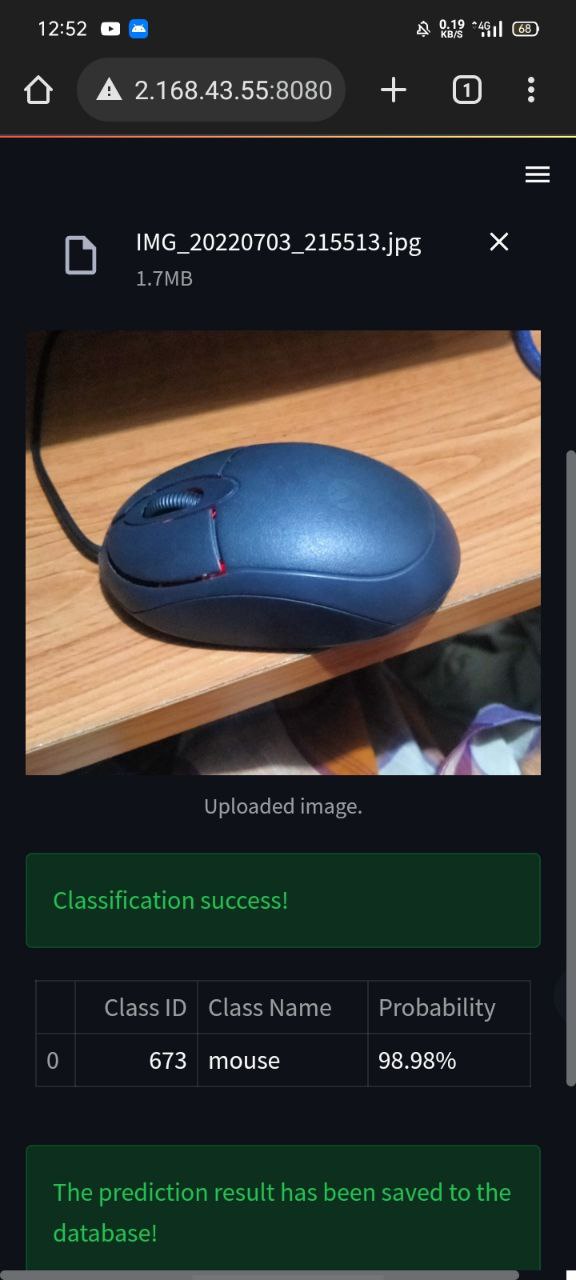 12:52 0.19 KB/S 4G 68
2.168.43.55:8080 1
IMG_20220703_215513.jpg
1.7MB
Uploaded image.
Classification success!
Class ID Class Name Probability
0 673 mouse 98.98%
The prediction result has been saved to the
database!